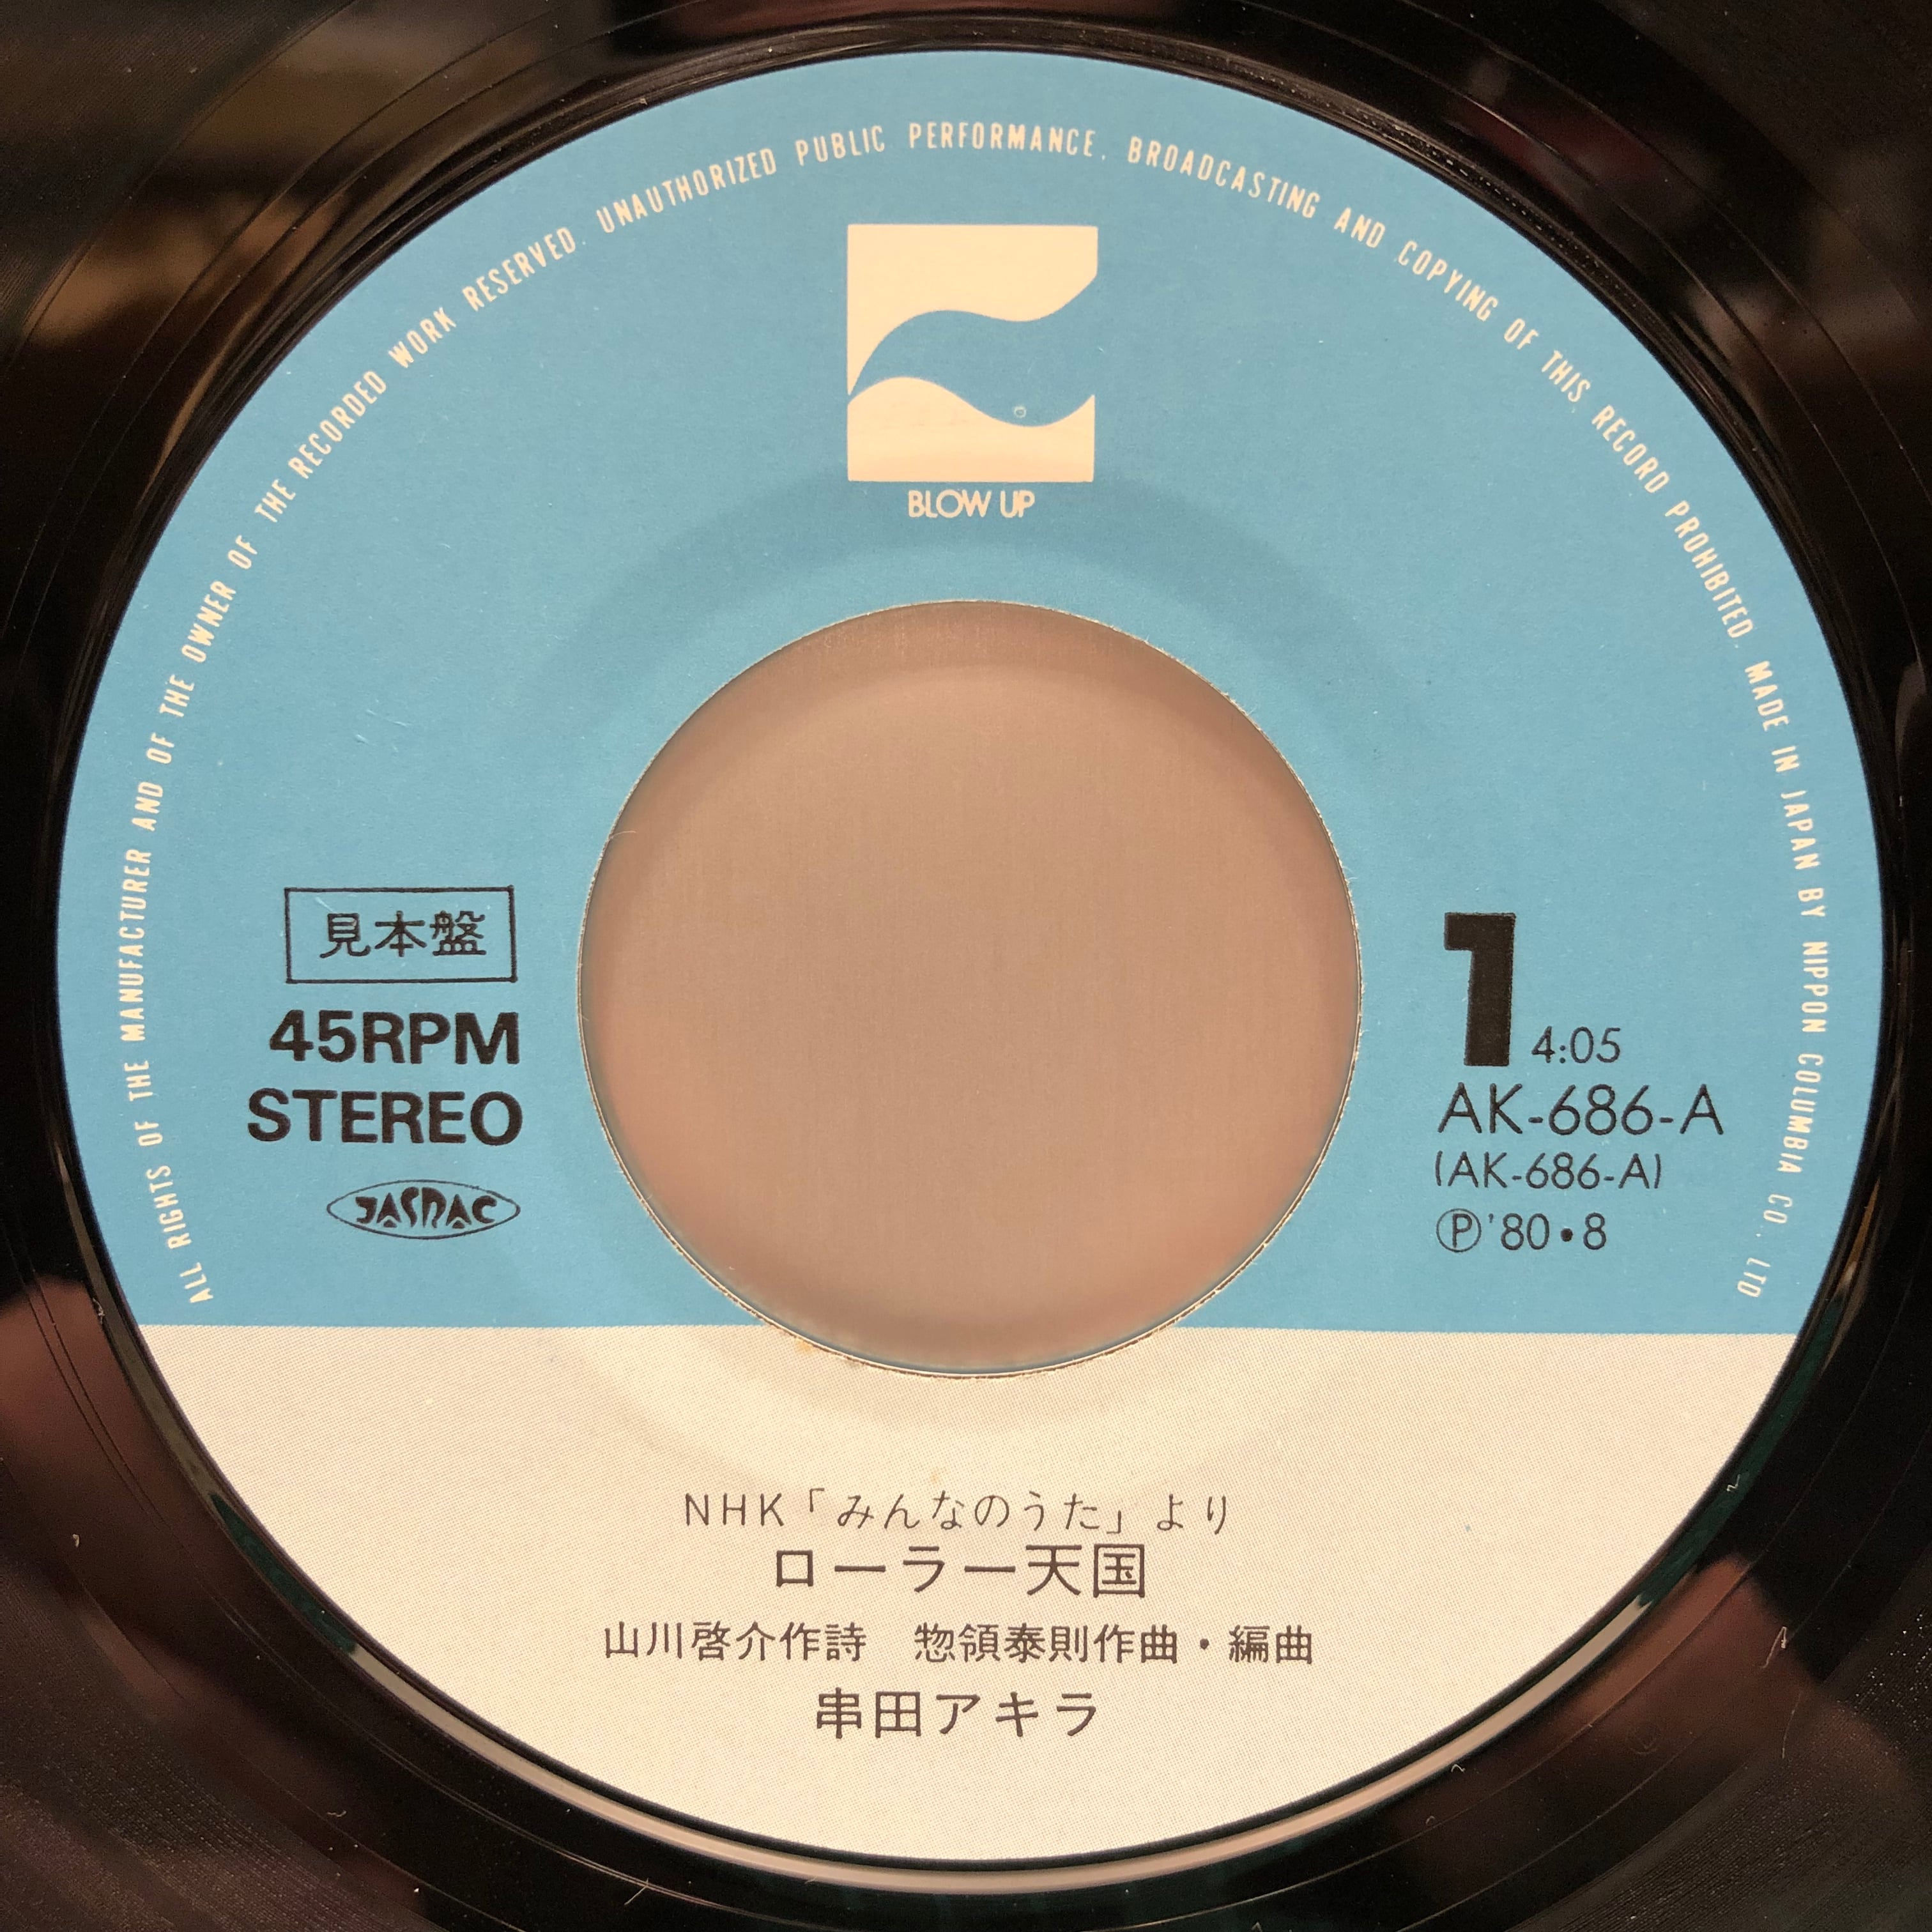 ALL RIGHTS OF THE MANUFACTURER AND OF THE OWNER OF THE RECORDED WORK RESERVED. UNAUTHORIZED PUBLIC PERFORMANCE. BROADCASTING AND COPYING OF THIS RECORD PROHIBITED. MADE IN JAPAN BY NIPPON COLUMBIA CO. LTD
BLOW UP
見本盤
45RPM
STEREO
JASRAC
1 4:05
AK-686-A
(AK-686-A)
Ⓟ'80•8
NHK「みんなのうた」より
ローラー天国
山川啓介作詩 惣領泰則作曲・編曲
串田アキラ